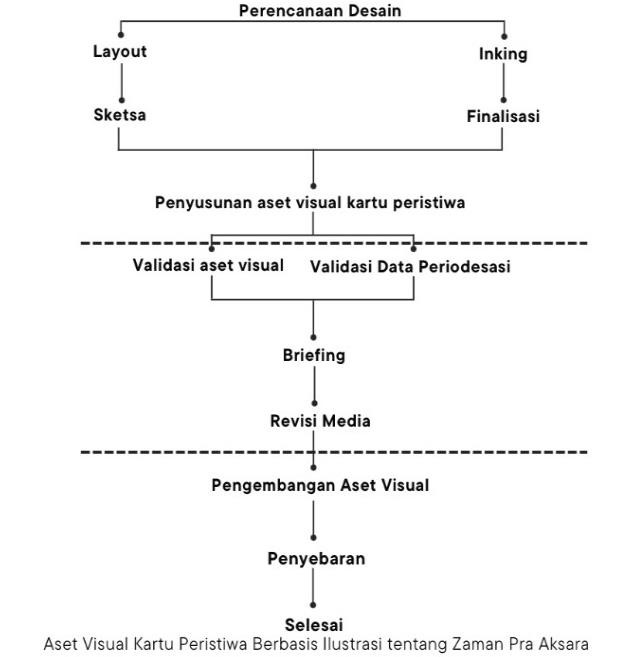 Perencanaan Desain
Layout
Inking
Sketsa
Finalisasi
Penyusunan aset visual kartu peristiwa
Validasi aset visual
Validasi Data Periodesasi
Briefing
Revisi Media
Pengembangan Aset Visual
Penyebaran
Selesai
Aset Visual Kartu Peristiwa Berbasis Ilustrasi tentang Zaman Pra Aksara